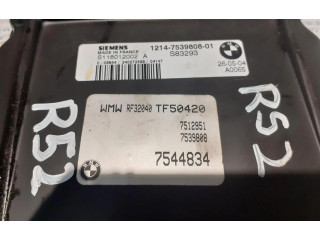 SIEMENS 1214-7539808-01
MADE IN FRANCE S83293
S118012002 A 26-05-04
A0065
WMW RF32040 TF50420
7512951
7539808
7544834
R52
R52